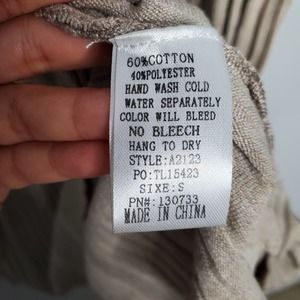 60%COTTON
40%POLYESTER
HAND WASH COLD
WATER SEPARATELY
COLOR WILL BLEED
NO BLEECH
HANG TO DRY
STYLE:A2123
PO:TL15423
SIXE:S
PN#:130733
MADE IN CHINA